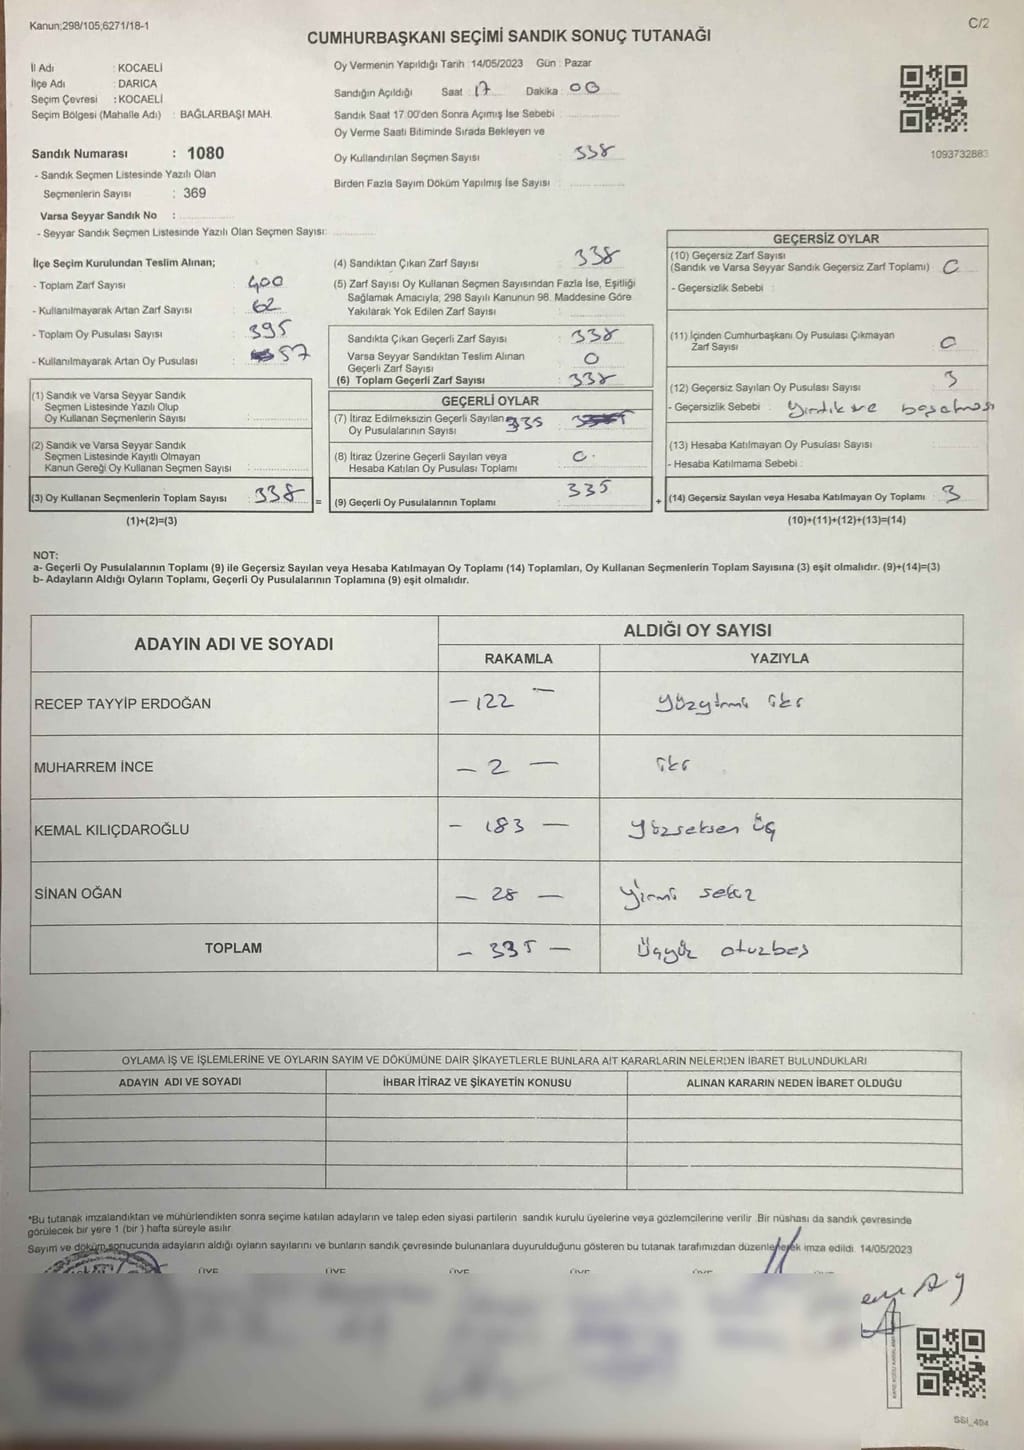 Kanun;298/105,6271/18-1
C/2
CUMHURBAŞKANI SEÇİMİ SANDIK SONUÇ TUTANAĞI
İl Adı : KOCAELİ
İlçe Adı : DARICA
Seçim Çevresi : KOCAELİ
Seçim Bölgesi (Mahalle Adı) : BAĞLARBAŞI MAH.
Sandık Numarası : 1080
- Sandık Seçmen Listesinde Yazılı Olan
Seçmenlerin Sayısı : 369
Varsa Seyyar Sandık No :
- Seyyar Sandık Seçmen Listesinde Yazılı Olan Seçmen Sayısı:
Oy Vermenin Yapıldığı Tarih : 14/05/2023 Gün : Pazar
Sandığın Açıldığı Saat : 17 Dakika : 00
Sandık Saat 17.00'den Sonra Açımış İse Sebebi :
Oy Verme Saati Bitiminde Sırada Bekleyen ve
Oy Kullandırılan Seçmen Sayısı : 338
Birden Fazla Sayım Döküm Yapılmış İse Sayısı :
1093732883
İlçe Seçim Kurulundan Teslim Alınan;
- Toplam Zarf Sayısı : 400
- Kullanılmayarak Artan Zarf Sayısı : 62
- Toplam Oy Pusulası Sayısı : 395
- Kullanılmayarak Artan Oy Pusulası : 57
(1) Sandık ve Varsa Seyyar Sandık
Seçmen Listesinde Yazılı Olup
Oy Kullanan Seçmenlerin Sayısı :
(2) Sandık ve Varsa Seyyar Sandık
Seçmen Listesinde Kayıtlı Olmayan
Kanun Gereği Oy Kullanan Seçmen Sayısı :
(3) Oy Kullanan Seçmenlerin Toplam Sayısı : 338 =
(1)+(2)=(3)
(4) Sandıktan Çıkan Zarf Sayısı : 338
(5) Zarf Sayısı Oy Kullanan Seçmen Sayısından Fazla İse, Eşitliği
Sağlamak Amacıyla, 298 Sayılı Kanunun 98. Maddesine Göre
Yakılarak Yok Edilen Zarf Sayısı :
Sandıkta Çıkan Geçerli Zarf Sayısı : 338
Varsa Seyyar Sandıktan Teslim Alınan
Geçerli Zarf Sayısı : 0
(6) Toplam Geçerli Zarf Sayısı : 338
GEÇERLİ OYLAR
(7) İtiraz Edilmeksizin Geçerli Sayılan 335
Oy Pusulalarının Sayısı
(8) İtiraz Üzerine Geçerli Sayılan veya 0
Hesaba Katılan Oy Pusulası Toplamı :
(9) Geçerli Oy Pusulalarının Toplamı : 335 +
GEÇERSİZ OYLAR
(10) Geçersiz Zarf Sayısı
(Sandık ve Varsa Seyyar Sandık Geçersiz Zarf Toplamı) : 0
- Geçersizlik Sebebi :
(11) İçinden Cumhurbaşkanı Oy Pusulası Çıkmayan
Zarf Sayısı : 0
(12) Geçersiz Sayılan Oy Pusulası Sayısı : 3
- Geçersizlik Sebebi :
(13) Hesaba Katılmayan Oy Pusulası Sayısı :
- Hesaba Katılmama Sebebi :
(14) Geçersiz Sayılan veya Hesaba Katılmayan Oy Toplamı : 3
(10)+(11)+(12)+(13)=(14)
NOT:
a- Geçerli Oy Pusulalarının Toplamı (9) ile Geçersiz Sayılan veya Hesaba Katılmayan Oy Toplamı (14) Toplamları, Oy Kullanan Seçmenlerin Toplam Sayısına (3) eşit olmalıdır. (9)+(14)=(3)
b- Adayların Aldığı Oyların Toplamı, Geçerli Oy Pusulalarının Toplamına (9) eşit olmalıdır.
ADAYIN ADI VE SOYADI
ALDIĞI OY SAYISI
RAKAMLA YAZIYLA
RECEP TAYYİP ERDOĞAN - 122 - yüzyirmi iki
MUHARREM İNCE - 2 - iki
KEMAL KILIÇDAROĞLU - 183 - yüzseksen üç
SİNAN OĞAN - 28 - yirmi sekiz
TOPLAM - 335 - üçyüz otuzbeş
OYLAMA İŞ VE İŞLEMLERİNE VE OYLARIN SAYIM VE DÖKÜMÜNE DAİR ŞİKAYETLERLE BUNLARA AİT KARARLARIN NELERDEN İBARET BULUNDUKLARI
ADAYIN ADI VE SOYADI İHBAR İTİRAZ VE ŞİKAYETİN KONUSU ALINAN KARARIN NEDEN İBARET OLDUĞU
*Bu tutanak imzalandıktan ve mühürlendikten sonra seçime katılan adayların ve talep eden siyasi partilerin sandık kurulu üyelerine veya gözlemcilerine verilir. Bir nüshası da sandık çevresinde
görülecek bir yere 1 (bir) hafta süreyle asılır.
Sayım ve döküm sonucunda adayların aldığı oyların sayılarını ve bunların sandık çevresinde bulunanlara duyurulduğunu gösteren bu tutanak tarafımızdan düzenlenerek imza edildi. 14/05/2023
ÜYE ÜYE ÜYE ÜYE ÜYE